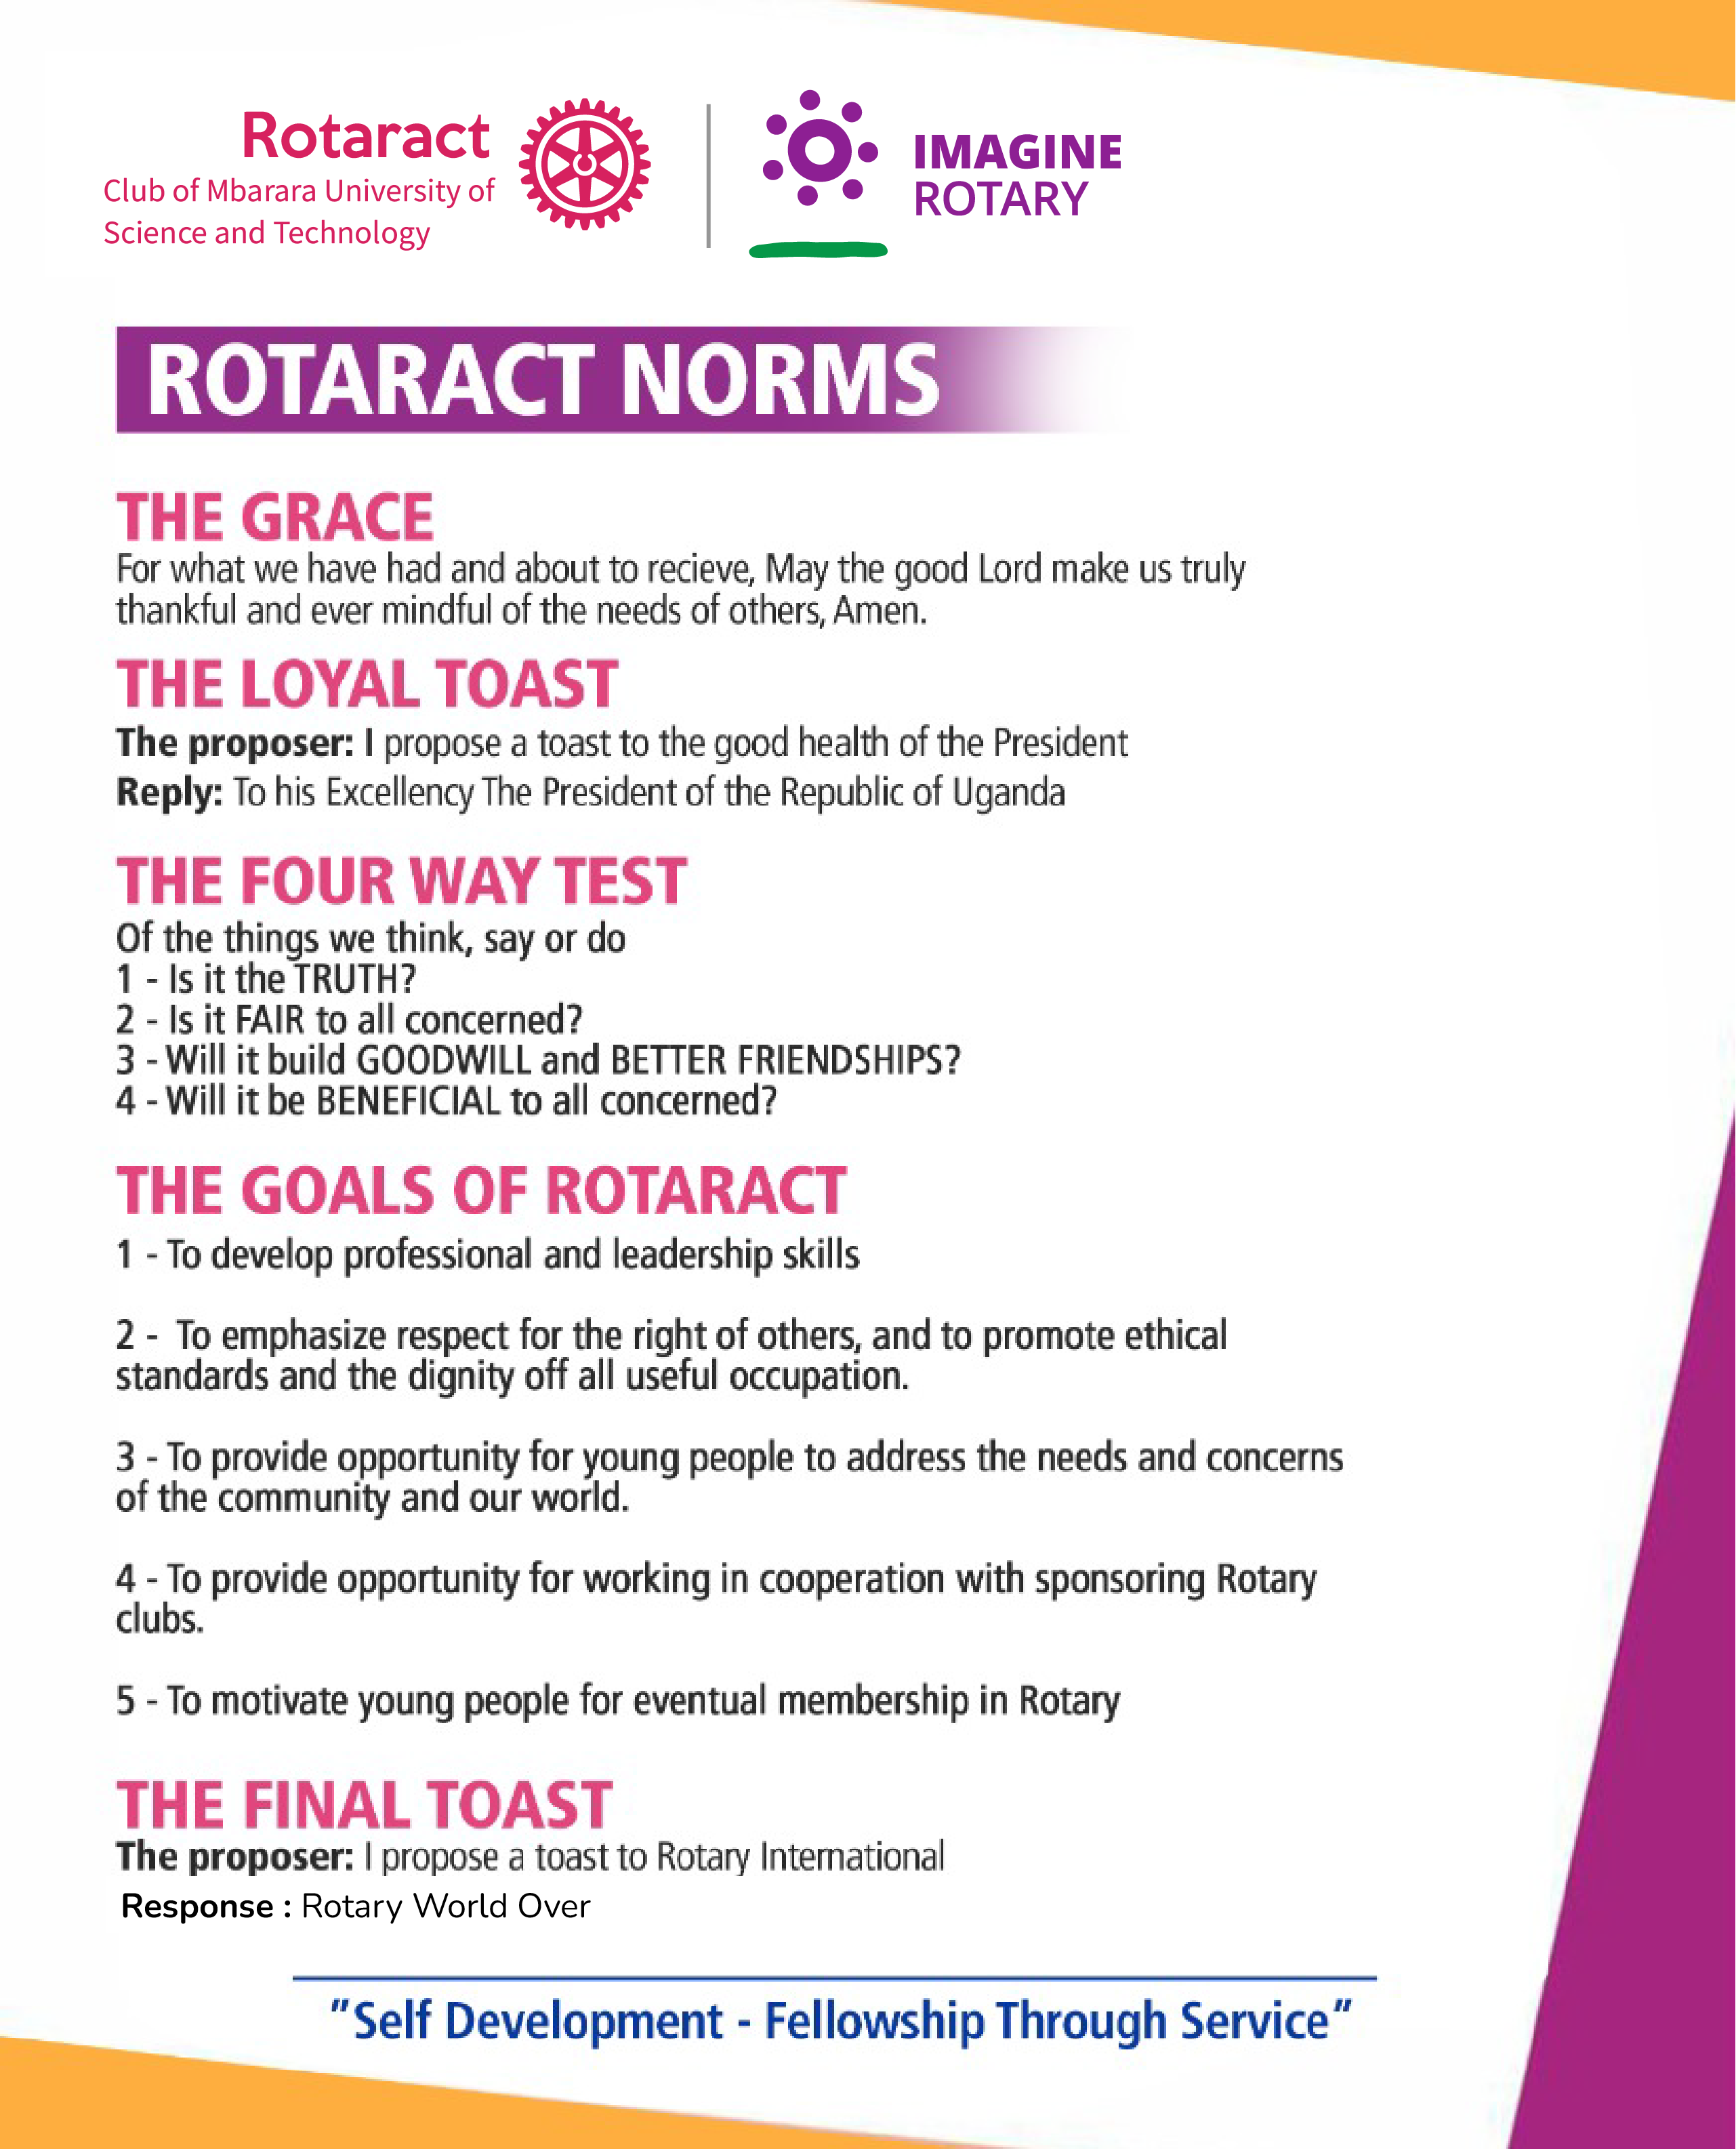 Rotaract
Club of Mbarara University of
Science and Technology
IMAGINE
ROTARY
ROTARACT NORMS
THE GRACE
For what we have had and about to recieve, May the good Lord make us truly
thankful and ever mindful of the needs of others, Amen.
THE LOYAL TOAST
The proposer: I propose a toast to the good health of the President
Reply: To his Excellency The President of the Republic of Uganda
THE FOUR WAY TEST
Of the things we think, say or do
1 - Is it the TRUTH?
2 - Is it FAIR to all concerned?
3 - Will it build GOODWILL and BETTER FRIENDSHIPS?
4 - Will it be BENEFICIAL to all concerned?
THE GOALS OF ROTARACT
1 - To develop professional and leadership skills
2 - To emphasize respect for the right of others, and to promote ethical
standards and the dignity off all useful occupation.
3 - To provide opportunity for young people to address the needs and concerns
of the community and our world.
4 - To provide opportunity for working in cooperation with sponsoring Rotary
clubs.
5 - To motivate young people for eventual membership in Rotary
THE FINAL TOAST
The proposer: I propose a toast to Rotary International
Response : Rotary World Over
"Self Development - Fellowship Through Service"